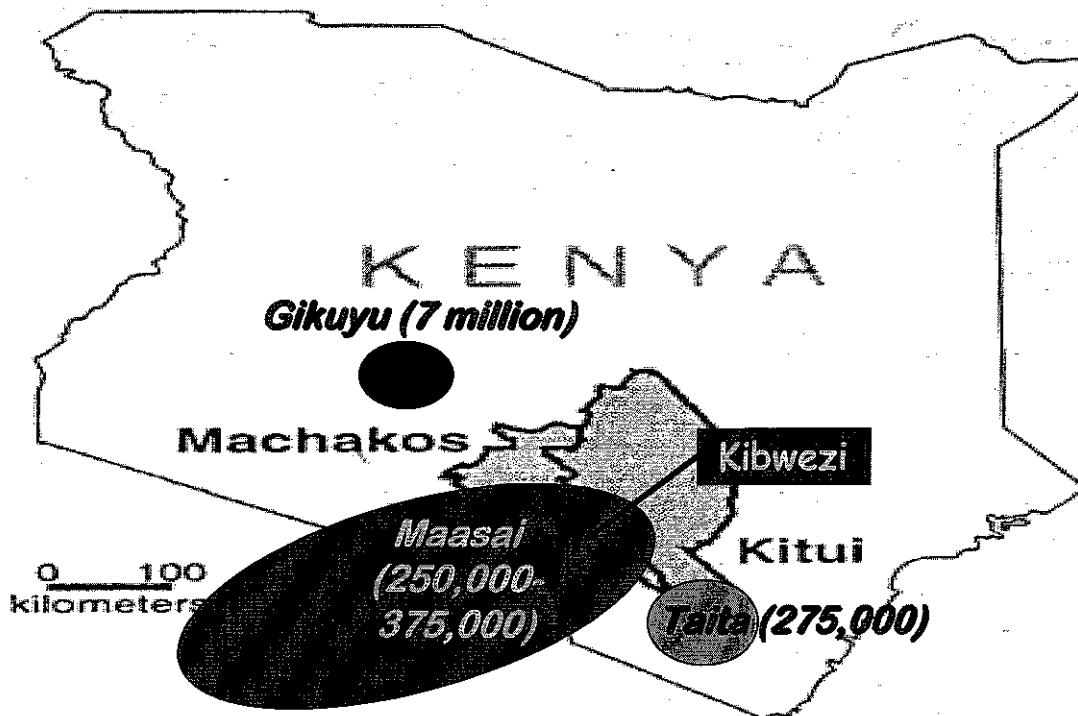 KENYA
Gikuyu (7 million)
Machakos
Kibwezi
Maasai
(250,000-
375,000)
Kitui
0 100
kilometers
Taita (275,000)